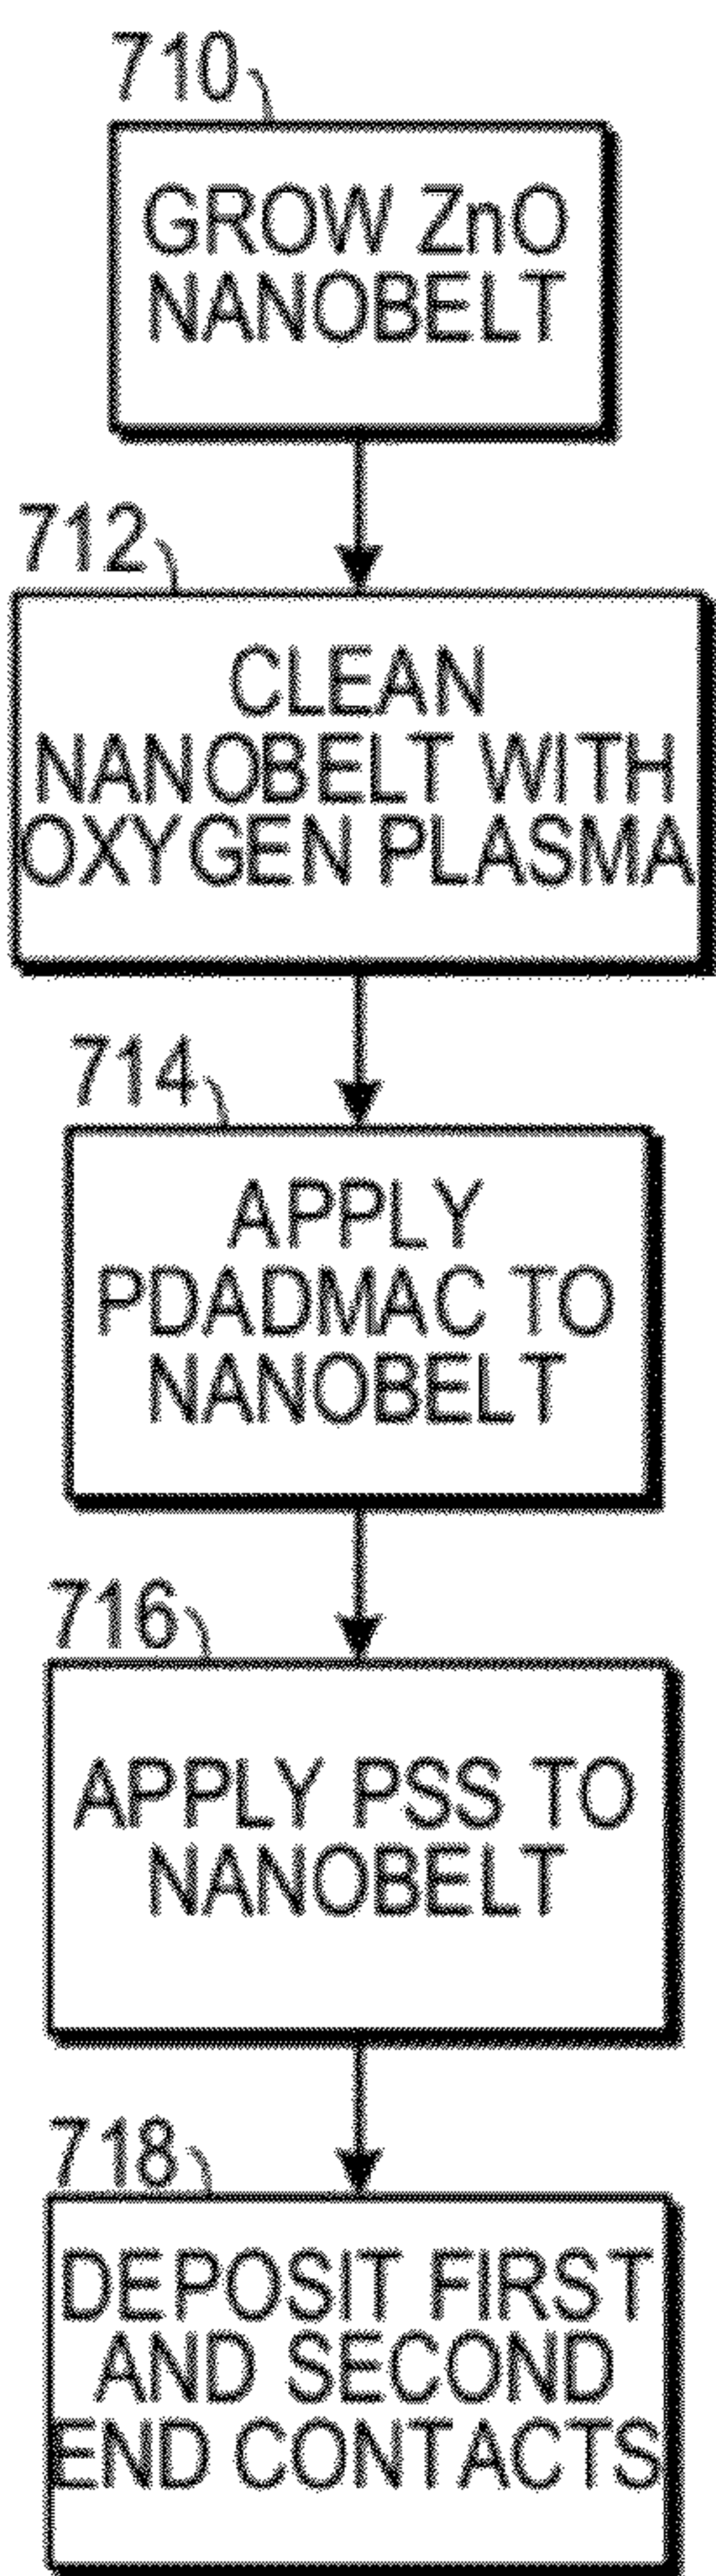 710
GROW ZnO
NANOBELT
712
CLEAN
NANOBELT WITH
OXYGEN PLASMA
714
APPLY
PDADMAC TO
NANOBELT
716
APPLY PSS TO
NANOBELT
718
DEPOSIT FIRST
AND SECOND
END CONTACTS